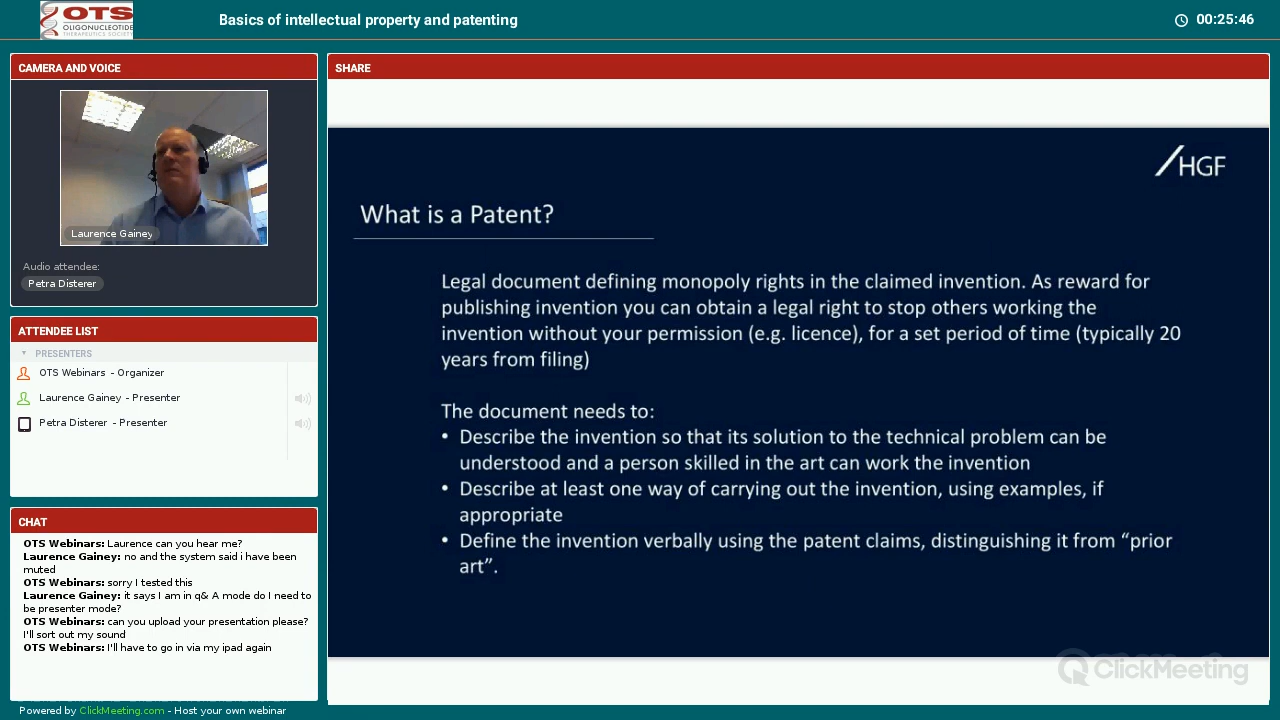 OTS
OLIGONUCLEOTIDE
THERAPEUTICS SOCIETY
Basics of intellectual property and patenting
00:25:46
CAMERA AND VOICE
Laurence Gainey
Audio attendee:
Petra Disterer
ATTENDEE LIST
PRESENTERS
OTS Webinars - Organizer
Laurence Gainey - Presenter
Petra Disterer - Presenter
CHAT
OTS Webinars: Laurence can you hear me?
Laurence Gainey: no and the system said i have been
muted
OTS Webinars: sorry I tested this
Laurence Gainey: it says I am in q& A mode do I need to
be presenter mode?
OTS Webinars: can you upload your presentation please?
I'll sort out my sound
OTS Webinars: I'll have to go in via my ipad again
SHARE
HGF
What is a Patent?
Legal document defining monopoly rights in the claimed invention. As reward for
publishing invention you can obtain a legal right to stop others working the
invention without your permission (e.g. licence), for a set period of time (typically 20
years from filing)
The document needs to:
• Describe the invention so that its solution to the technical problem can be
understood and a person skilled in the art can work the invention
• Describe at least one way of carrying out the invention, using examples, if
appropriate
• Define the invention verbally using the patent claims, distinguishing it from “prior
art”.
ClickMeeting
Powered by ClickMeeting.com - Host your own webinar